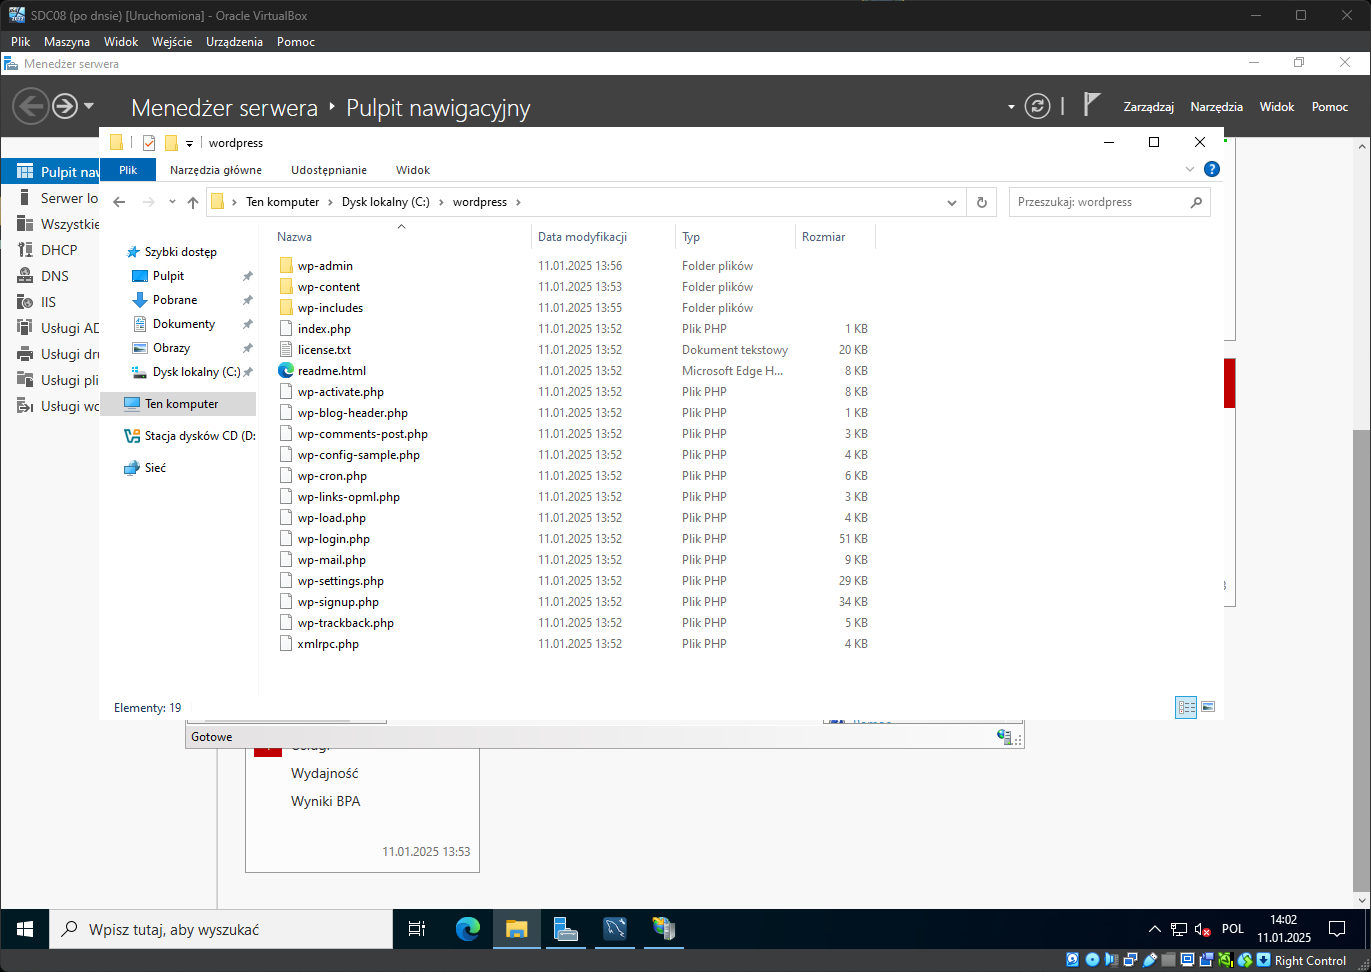 SDC08 (po dnsie) [Uruchomiona] - Oracle VirtualBox
Plik Maszyna Widok Wejście Urządzenia Pomoc
Menedżer serwera
Menedżer serwera Pulpit nawigacyjny
Zarządzaj Narzędzia Widok Pomoc
wordpress
Plik Narzędzia główne Udostępnianie Widok
Ten komputer Dysk lokalny (C:) wordpress
Przeszukaj: wordpress
Pulpit naw
Serwer lo
Wszystkie
DHCP
DNS
IIS
Usługi AD
Usługi dru
Usługi pli
Usługi wd
Szybki dostęp
Pulpit
Pobrane
Dokumenty
Obrazy
Dysk lokalny (C:)
Ten komputer
Stacja dysków CD (D:
Sieć
Nazwa Data modyfikacji Typ Rozmiar
wp-admin 11.01.2025 13:56 Folder plików
wp-content 11.01.2025 13:53 Folder plików
wp-includes 11.01.2025 13:55 Folder plików
index.php 11.01.2025 13:52 Plik PHP 1 KB
license.txt 11.01.2025 13:52 Dokument tekstowy 20 KB
readme.html 11.01.2025 13:52 Microsoft Edge H... 8 KB
wp-activate.php 11.01.2025 13:52 Plik PHP 8 KB
wp-blog-header.php 11.01.2025 13:52 Plik PHP 1 KB
wp-comments-post.php 11.01.2025 13:52 Plik PHP 3 KB
wp-config-sample.php 11.01.2025 13:52 Plik PHP 4 KB
wp-cron.php 11.01.2025 13:52 Plik PHP 6 KB
wp-links-opml.php 11.01.2025 13:52 Plik PHP 3 KB
wp-load.php 11.01.2025 13:52 Plik PHP 4 KB
wp-login.php 11.01.2025 13:52 Plik PHP 51 KB
wp-mail.php 11.01.2025 13:52 Plik PHP 9 KB
wp-settings.php 11.01.2025 13:52 Plik PHP 29 KB
wp-signup.php 11.01.2025 13:52 Plik PHP 34 KB
wp-trackback.php 11.01.2025 13:52 Plik PHP 5 KB
xmlrpc.php 11.01.2025 13:52 Plik PHP 4 KB
Elementy: 19
Gotowe
Usługi
Wydajność
Wyniki BPA
11.01.2025 13:53
Wpisz tutaj, aby wyszukać
POL
14:02
11.01.2025
Right Control